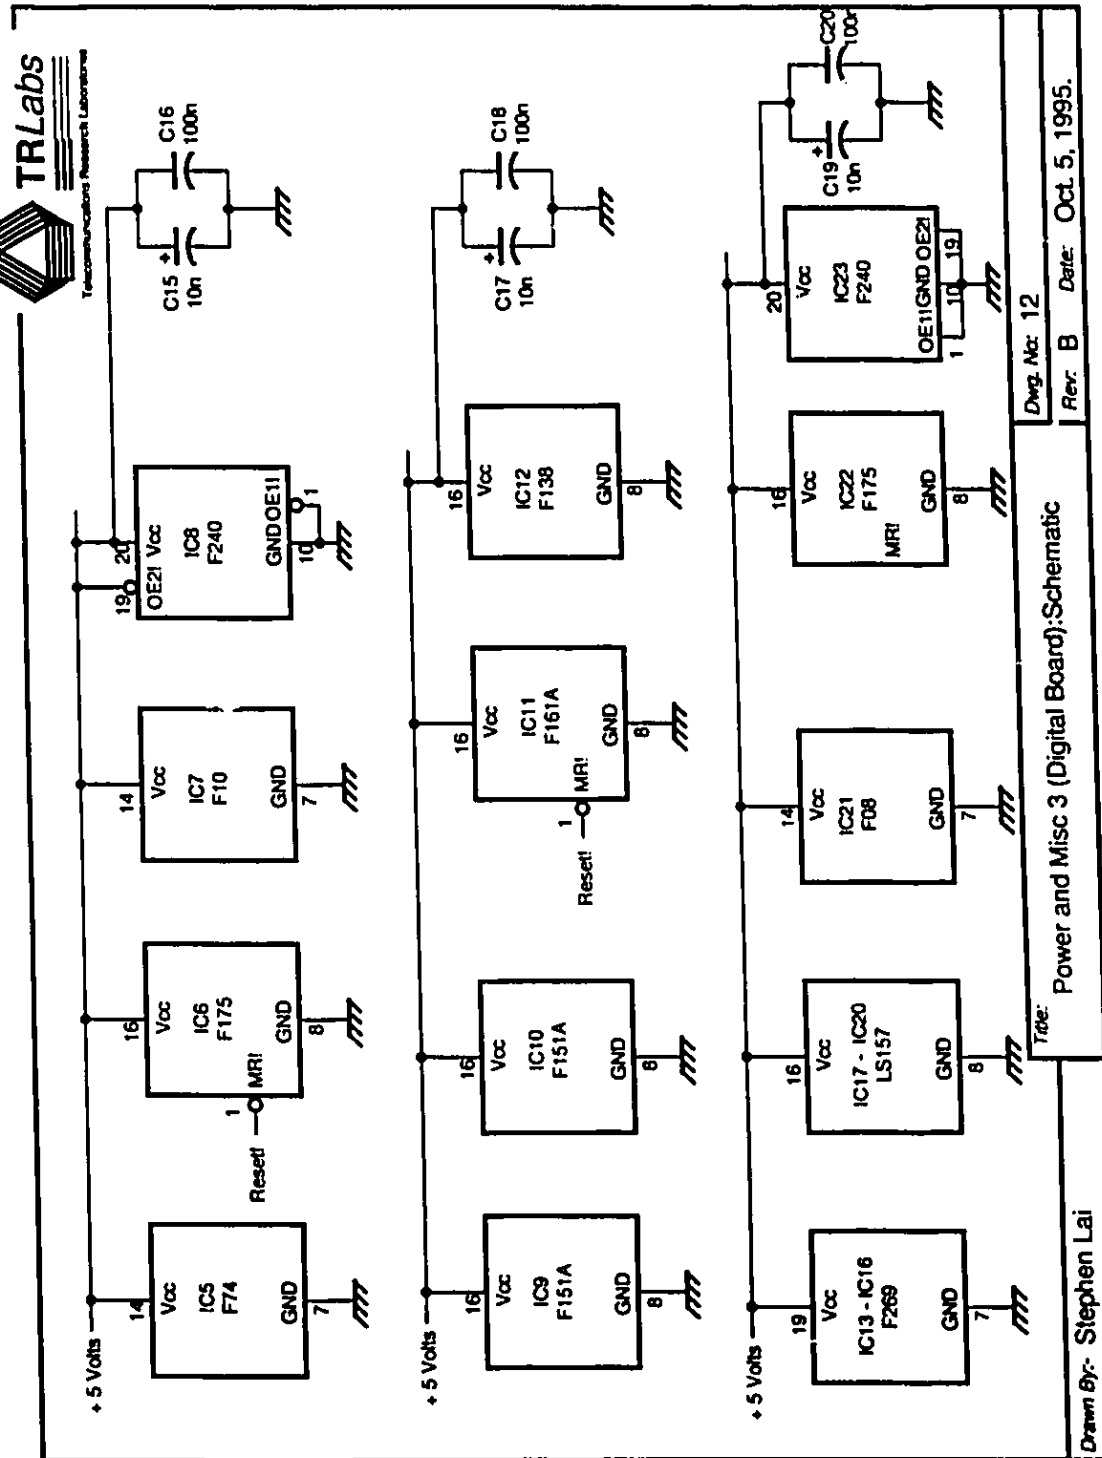 TRLabs
Telecommunications Research Laboratories
+ 5 Volts
14
Vcc
IC5
F74
GND
7
16
Vcc
IC6
F175
1
MR!
Reset!
GND
8
14
Vcc
IC7
F10
GND
7
19
OE2!
20
Vcc
IC8
F240
GND
OE1!
10
1
C15
+
10n
C16
100n
+ 5 Volts
16
Vcc
IC9
F151A
GND
8
16
Vcc
IC10
F151A
GND
8
16
Vcc
IC11
F161A
1
MR!
Reset!
GND
8
16
Vcc
IC12
F138
GND
8
C17
+
10n
C18
100n
+ 5 Volts
19
Vcc
IC13 - IC16
F269
GND
7
16
Vcc
IC17 - IC20
LS157
GND
8
14
Vcc
IC21
F08
GND
7
16
Vcc
IC22
F175
MR!
GND
8
20
Vcc
IC23
F240
OE1!
GND
OE2!
1
10
19
C19
+
10n
C20
100n
Drawn By:- Stephen Lai
Title:
Power and Misc 3 (Digital Board):Schematic
Dwg. No: 12
Rev: B
Date: Oct. 5, 1995.